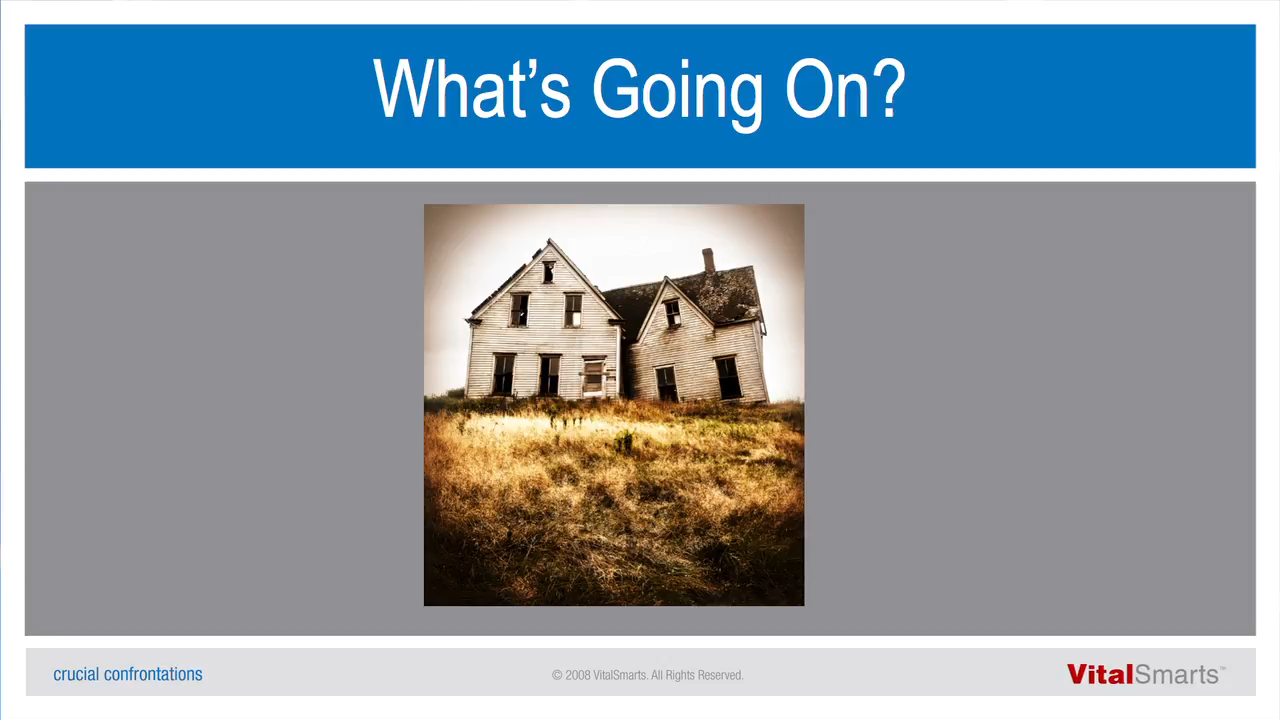 What's Going On?
crucial confrontations
© 2008 VitalSmarts. All Rights Reserved.
VitalSmarts™